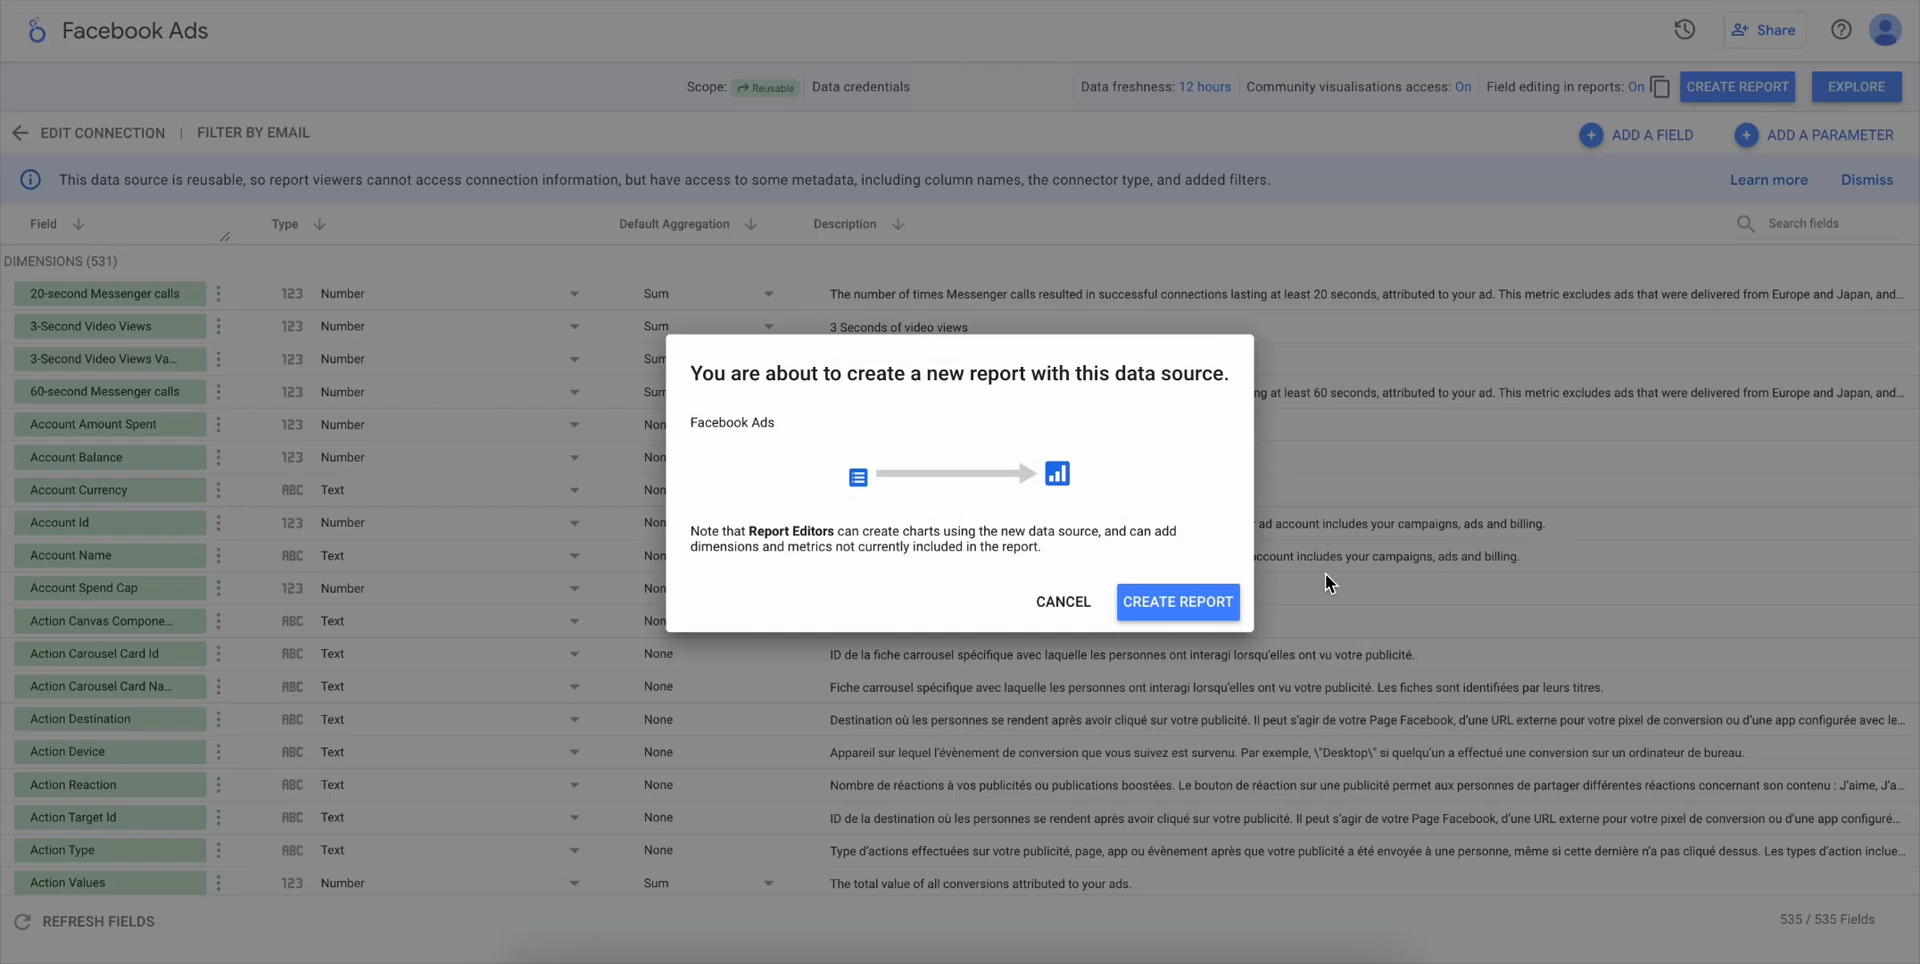 Facebook Ads
Share
Scope: Reusable Data credentials Data freshness: 12 hours Community visualisations access: On Field editing in reports: On CREATE REPORT EXPLORE
EDIT CONNECTION | FILTER BY EMAIL ADD A FIELD ADD A PARAMETER
This data source is reusable, so report viewers cannot access connection information, but have access to some metadata, including column names, the connector type, and added filters. Learn more Dismiss
Field Type Default Aggregation Description Search fields
DIMENSIONS (531)
20-second Messenger calls 123 Number Sum The number of times Messenger calls resulted in successful connections lasting at least 20 seconds, attributed to your ad. This metric excludes ads that were delivered from Europe and Japan, and...
3-Second Video Views 123 Number Sum 3 Seconds of video views
3-Second Video Views Va... 123 Number Sum
60-second Messenger calls 123 Number Sum ng at least 60 seconds, attributed to your ad. This metric excludes ads that were delivered from Europe and Japan, and...
Account Amount Spent 123 Number Non
Account Balance 123 Number Non
Account Currency ABC Text Non
Account Id 123 Number Non ad account includes your campaigns, ads and billing.
Account Name ABC Text Non ccount includes your campaigns, ads and billing.
Account Spend Cap 123 Number Non
Action Canvas Compone... ABC Text Non
Action Carousel Card Id ABC Text None ID de la fiche carrousel spécifique avec laquelle les personnes ont interagi lorsqu'elles ont vu votre publicité.
Action Carousel Card Na... ABC Text None Fiche carrousel spécifique avec laquelle les personnes ont interagi lorsqu'elles ont vu votre publicité. Les fiches sont identifiées par leurs titres.
Action Destination ABC Text None Destination où les personnes se rendent après avoir cliqué sur votre publicité. Il peut s'agir de votre Page Facebook, d'une URL externe pour votre pixel de conversion ou d'une app configurée avec le...
Action Device ABC Text None Appareil sur lequel l'évènement de conversion que vous suivez est survenu. Par exemple, \"Desktop\" si quelqu'un a effectué une conversion sur un ordinateur de bureau.
Action Reaction ABC Text None Nombre de réactions à vos publicités ou publications boostées. Le bouton de réaction sur une publicité permet aux personnes de partager différentes réactions concernant son contenu : J'aime, J'a...
Action Target Id ABC Text None ID de la destination où les personnes se rendent après avoir cliqué sur votre publicité. Il peut s'agir de votre Page Facebook, d'une URL externe pour votre pixel de conversion ou d'une app configuré...
Action Type ABC Text None Type d'actions effectuées sur votre publicité, page, app ou évènement après que votre publicité a été envoyée à une personne, même si cette dernière n'a pas cliqué dessus. Les types d'action inclue...
Action Values 123 Number Sum The total value of all conversions attributed to your ads.
REFRESH FIELDS 535 / 535 Fields
You are about to create a new report with this data source.
Facebook Ads
Note that Report Editors can create charts using the new data source, and can add
dimensions and metrics not currently included in the report.
CANCEL CREATE REPORT